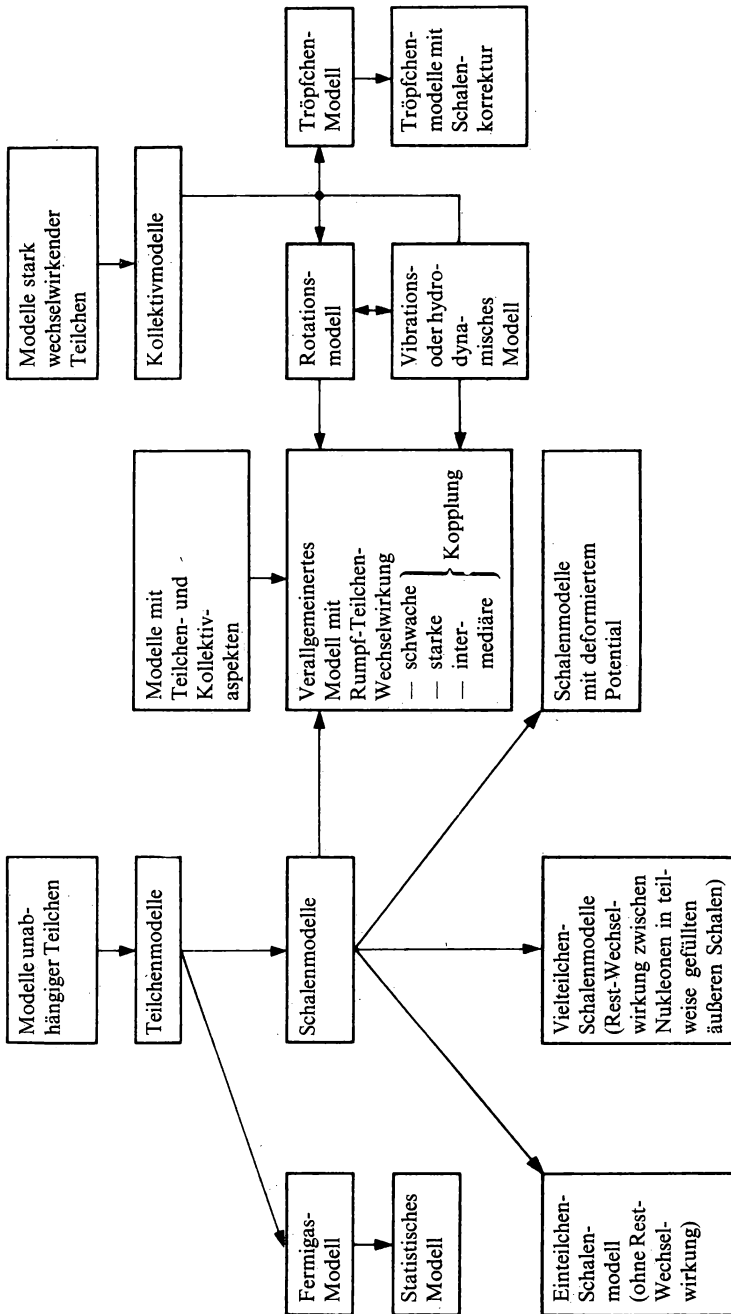 Modelle unab-
hängiger Teilchen
Teilchenmodelle
Fermigas-
Modell
Statistisches
Modell
Schalenmodelle
Einteilchen-
Schalen-
modell
(ohne Rest-
Wechsel-
wirkung)
Vielteilchen-
Schalenmodelle
(Rest-Wechsel-
wirkung zwischen
Nukleonen in teil-
weise gefüllten
äußeren Schalen)
Schalenmodelle
mit deformiertem
Potential
Modelle mit
Teilchen- und
Kollektiv-
aspekten
Verallgemeinertes
Modell mit
Rumpf-Teilchen-
Wechselwirkung
— schwache
— starke
— inter-
mediäre
Kopplung
Modelle stark
wechselwirkender
Teilchen
Kollektivmodelle
Rotations-
modell
Vibrations-
oder hydro-
dyna-
misches
Modell
Tröpfchen-
Modell
Tröpfchen-
modelle mit
Schalen-
korrektur